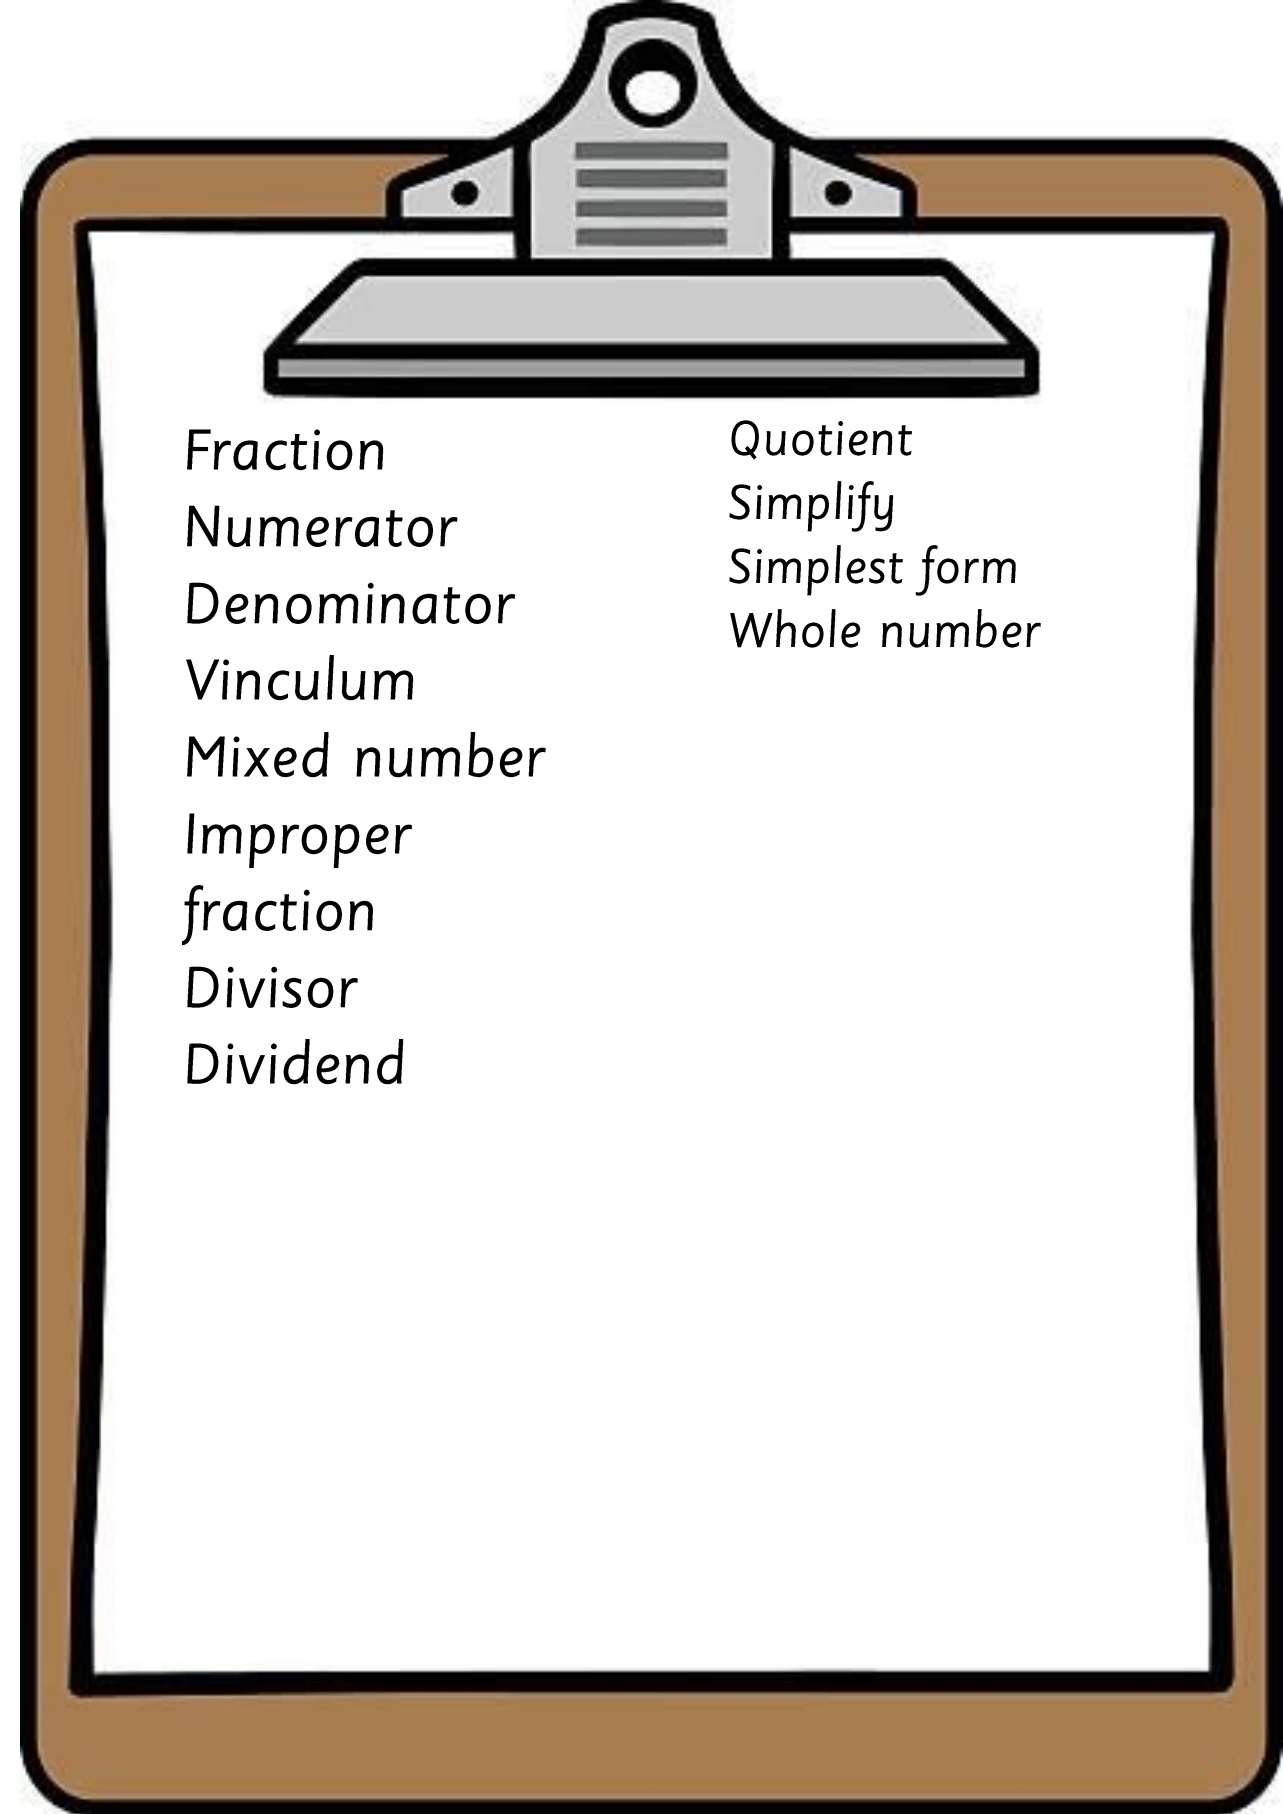 Fraction
Numerator
Denominator
Vinculum
Mixed number
Improper
fraction
Divisor
Dividend
Quotient
Simplify
Simplest form
Whole number